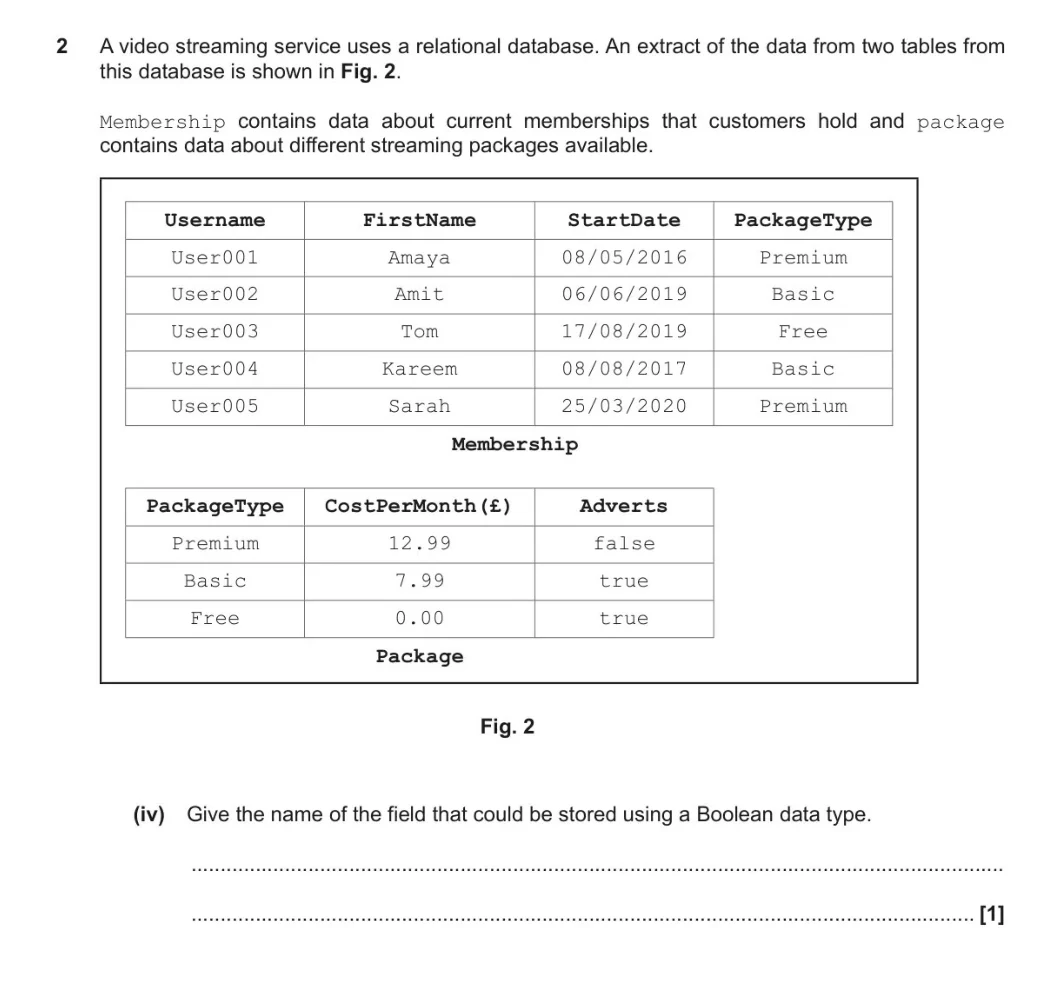 2 A video streaming service uses a relational database. An extract of the data from two tables from
this database is shown in Fig. 2.
Membership contains data about current memberships that customers hold and package
contains data about different streaming packages available.
Username FirstName StartDate PackageType
User001 Amaya 08/05/2016 Premium
User002 Amit 06/06/2019 Basic
User003 Tom 17/08/2019 Free
User004 Kareem 08/08/2017 Basic
User005 Sarah 25/03/2020 Premium
Membership
PackageType CostPerMonth(£) Adverts
Premium 12.99 false
Basic 7.99 true
Free 0.00 true
Package
Fig. 2
(iv) Give the name of the field that could be stored using a Boolean data type.
[1]